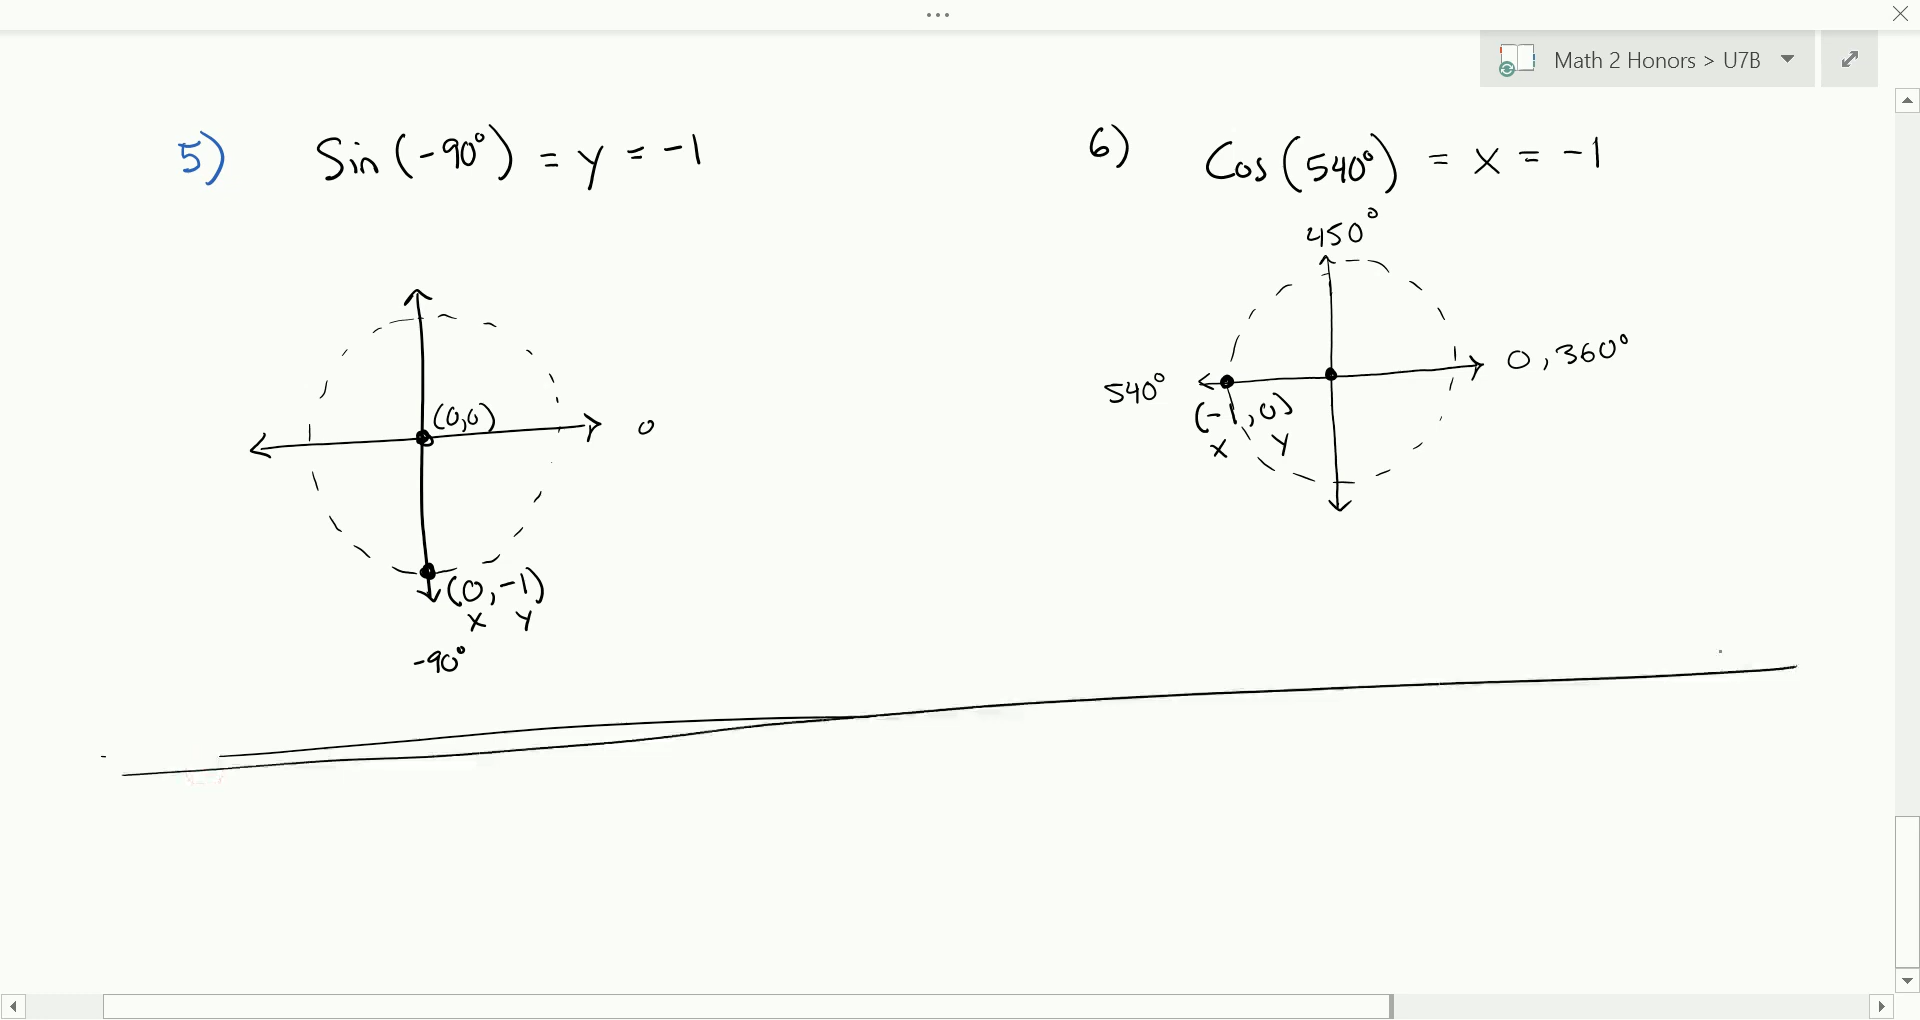 Math 2 Honors > U7B
5) Sin (-90°) = y = -1
6) Cos (540°) = x = -1
450°
0, 360°
540°
(-1, 0)
x y
(0,0)
0
(0, -1)
x y
-90°